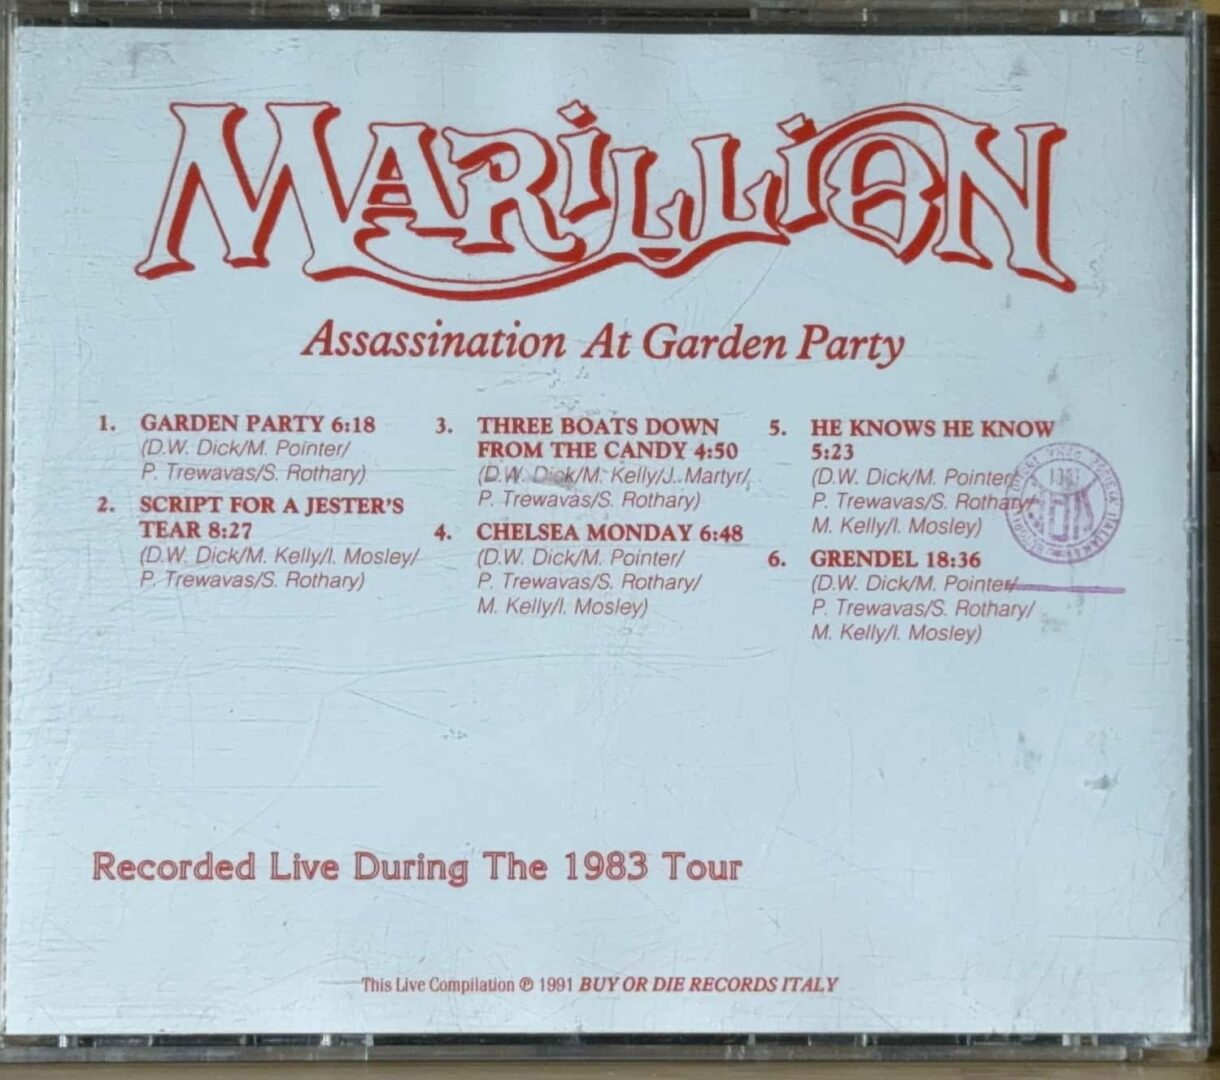 MARILLION
Assassination At Garden Party
1. GARDEN PARTY 6:18
(D.W. Dick/M. Pointer/
P. Trewavas/S. Rothary)
2. SCRIPT FOR A JESTER'S
TEAR 8:27
(D.W. Dick/M. Kelly/I. Mosley/
P. Trewavas/S. Rothary)
3. THREE BOATS DOWN
FROM THE CANDY 4:50
(D.W. Dick/M. Kelly/J. Martyr/
P. Trewavas/S. Rothary)
4. CHELSEA MONDAY 6:48
(D.W. Dick/M. Pointer/
P. Trewavas/S. Rothary/
M. Kelly/I. Mosley)
5. HE KNOWS HE KNOW
5:23
(D.W. Dick/M. Pointer/
P. Trewavas/S. Rothary/
M. Kelly/I. Mosley)
6. GRENDEL 18:36
(D.W. Dick/M. Pointer/
P. Trewavas/S. Rothary/
M. Kelly/I. Mosley)
Recorded Live During The 1983 Tour
This Live Compilation ℗ 1991 BUY OR DIE RECORDS ITALY